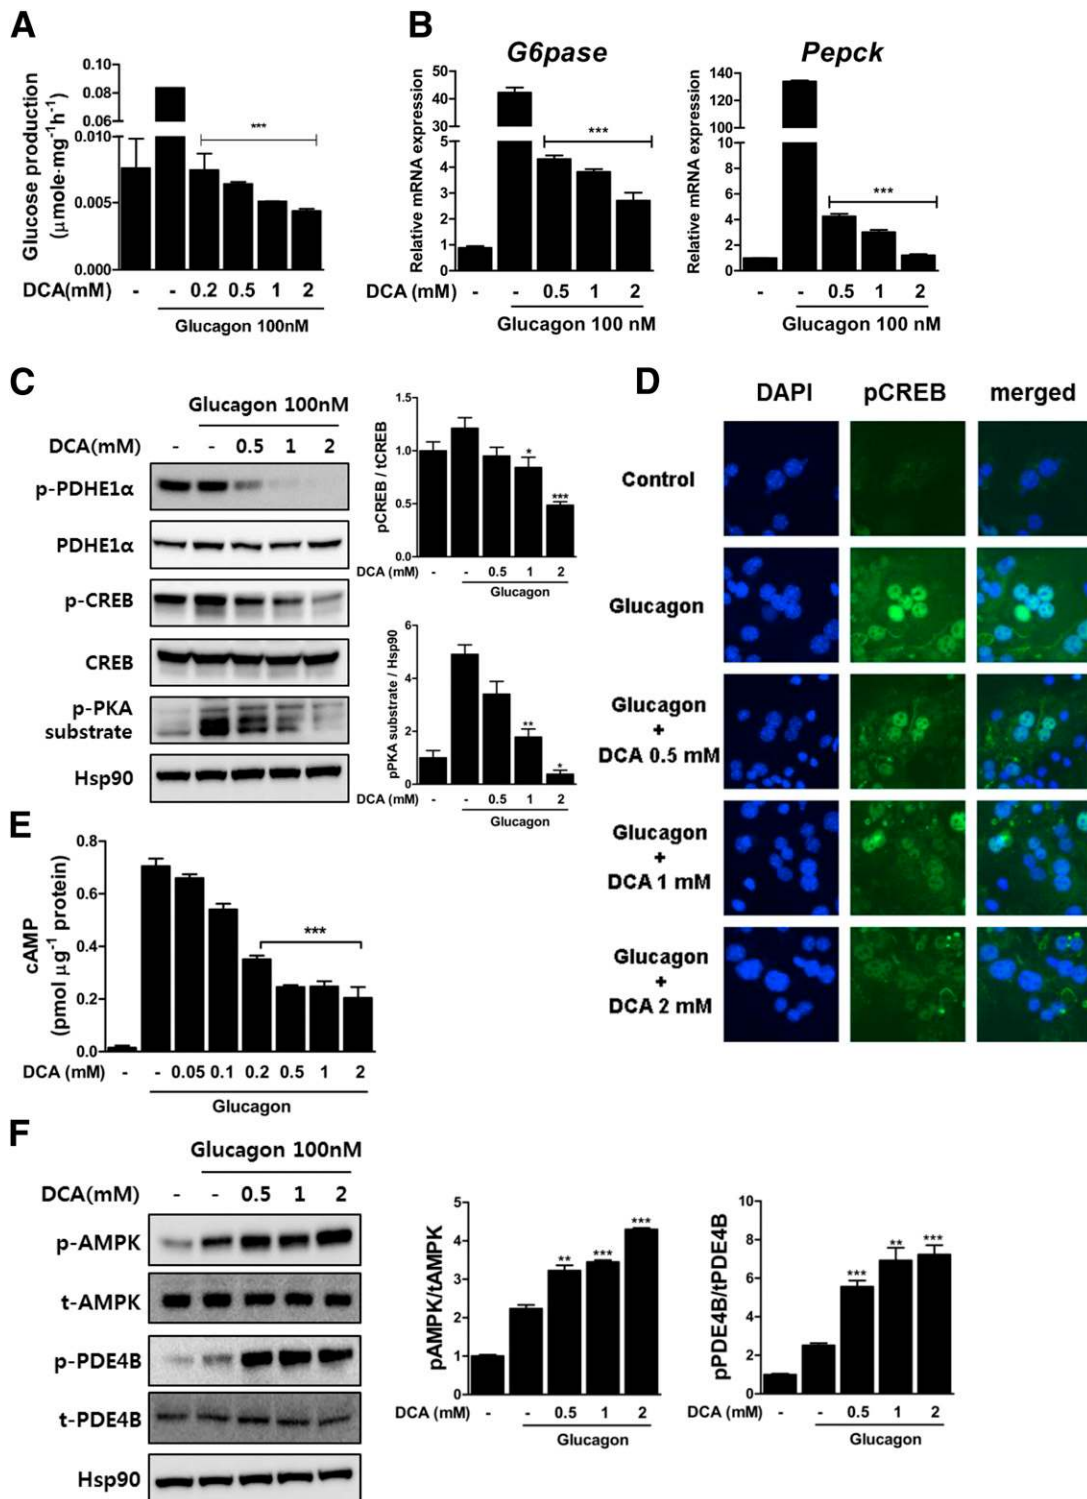 A
Glucose production
(μmole·mg⁻¹h⁻¹)
0.10
0.08
0.06
0.010
0.005
0.000
***
DCA(mM) - - 0.2 0.5 1 2
Glucagon 100nM
B
G6pase
Relative mRNA expression
50
40
30
5
4
3
2
1
0
***
DCA (mM) - - 0.5 1 2
Glucagon 100 nM
Pepck
Relative mRNA expression
140
120
100
10
8
6
4
2
0
***
- - 0.5 1 2
Glucagon 100 nM
C
Glucagon 100nM
DCA(mM) - - 0.5 1 2
p-PDHE1α
PDHE1α
p-CREB
CREB
p-PKA
substrate
Hsp90
pCREB / tCREB
1.5
1.0
0.5
0.0
*
***
DCA (mM) - - 0.5 1 2
Glucagon
pPKA substrate / Hsp90
6
4
2
0
**
*
DCA (mM) - - 0.5 1 2
Glucagon
D
DAPI pCREB merged
Control
Glucagon
Glucagon
+
DCA 0.5 mM
Glucagon
+
DCA 1 mM
Glucagon
+
DCA 2 mM
E
cAMP
(pmol μg⁻¹ protein)
0.8
0.6
0.4
0.2
0.0
***
DCA (mM) - - 0.05 0.1 0.2 0.5 1 2
Glucagon
F
Glucagon 100nM
DCA(mM) - - 0.5 1 2
p-AMPK
t-AMPK
p-PDE4B
t-PDE4B
Hsp90
pAMPK/tAMPK
5
4
3
2
1
0
**
***
***
DCA (mM) - - 0.5 1 2
Glucagon
pPDE4B/tPDE4B
10
8
6
4
2
0
***
**
***
DCA (mM) - - 0.5 1 2
Glucagon